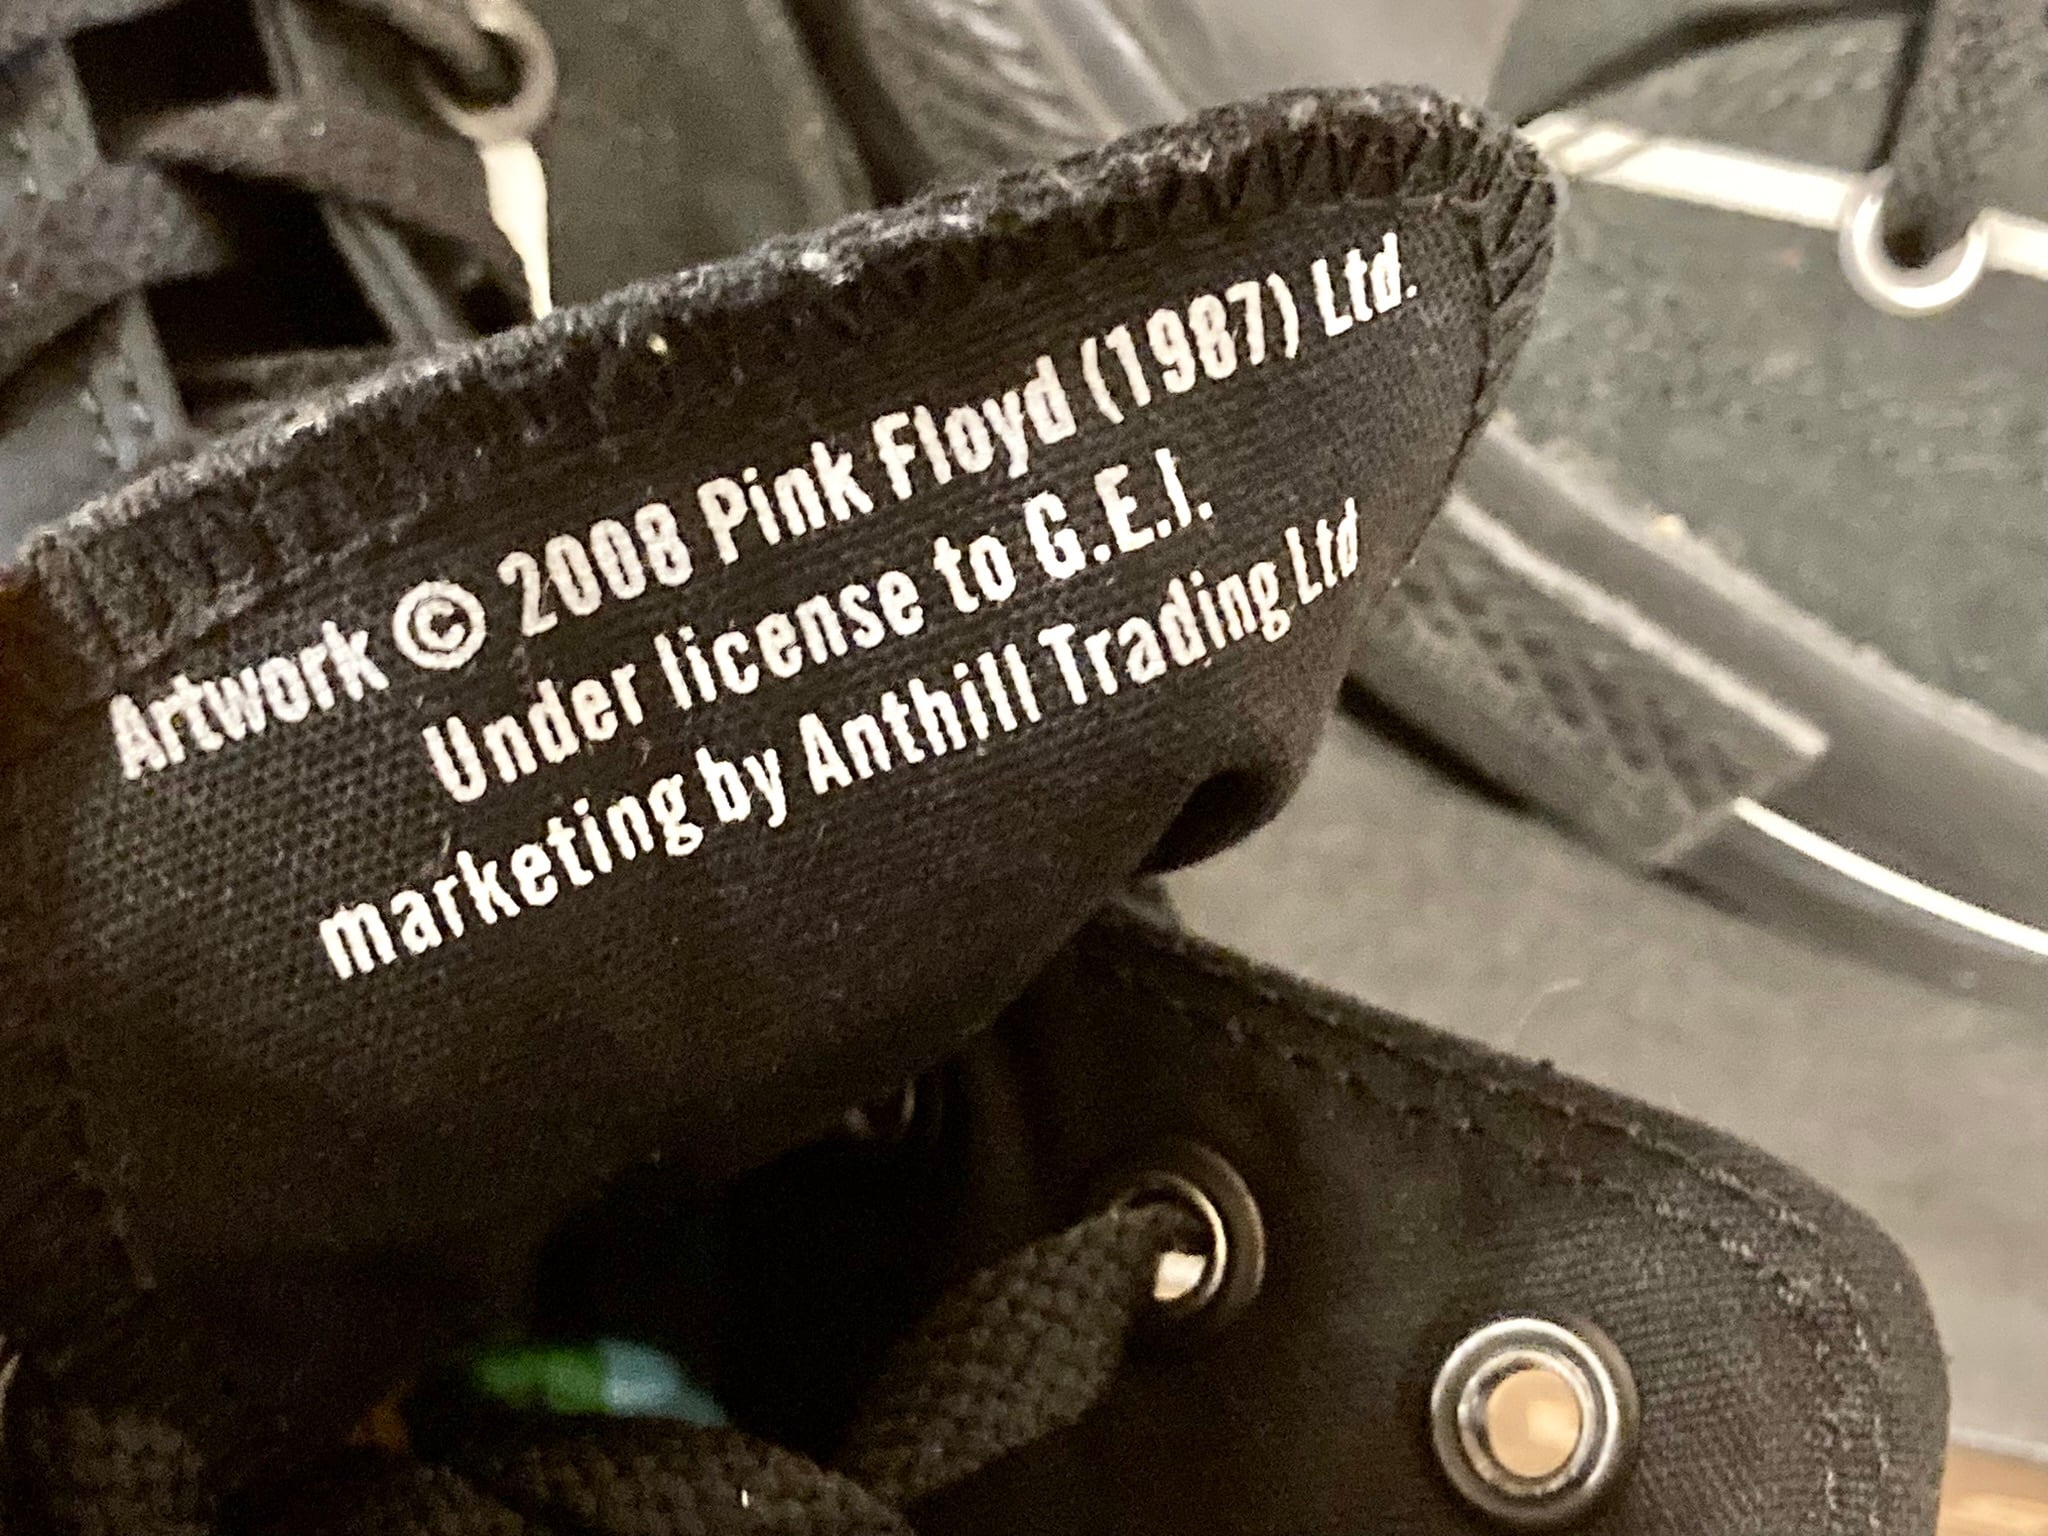 Artwork © 2008 Pink Floyd (1987) Ltd.
Under license to G.E.I.
marketing by Anthill Trading Ltd